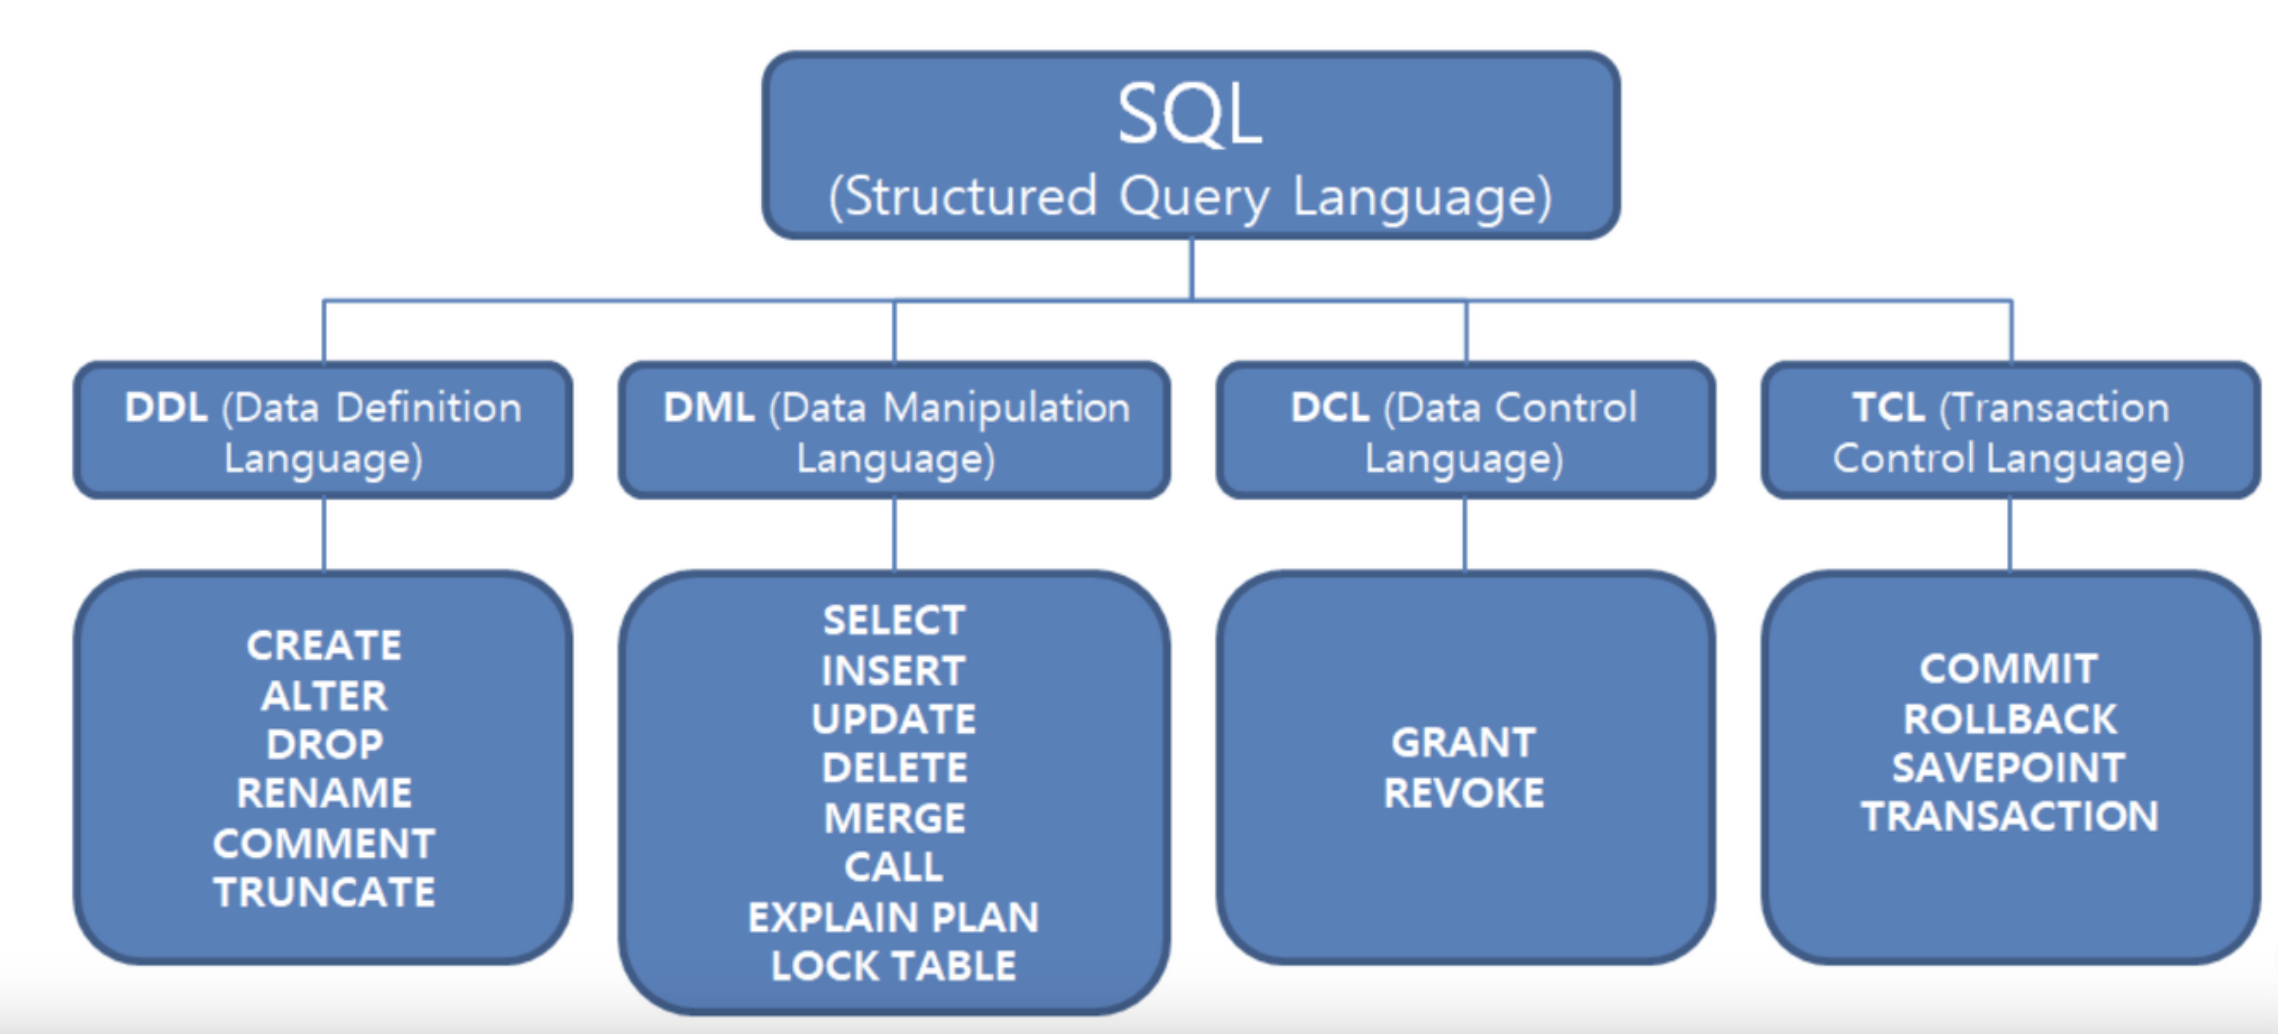 SQL
(Structured Query Language)
DDL (Data Definition
Language)
DML (Data Manipulation
Language)
DCL (Data Control
Language)
TCL (Transaction
Control Language)
CREATE
ALTER
DROP
RENAME
COMMENT
TRUNCATE
SELECT
INSERT
UPDATE
DELETE
MERGE
CALL
EXPLAIN PLAN
LOCK TABLE
GRANT
REVOKE
COMMIT
ROLLBACK
SAVEPOINT
TRANSACTION